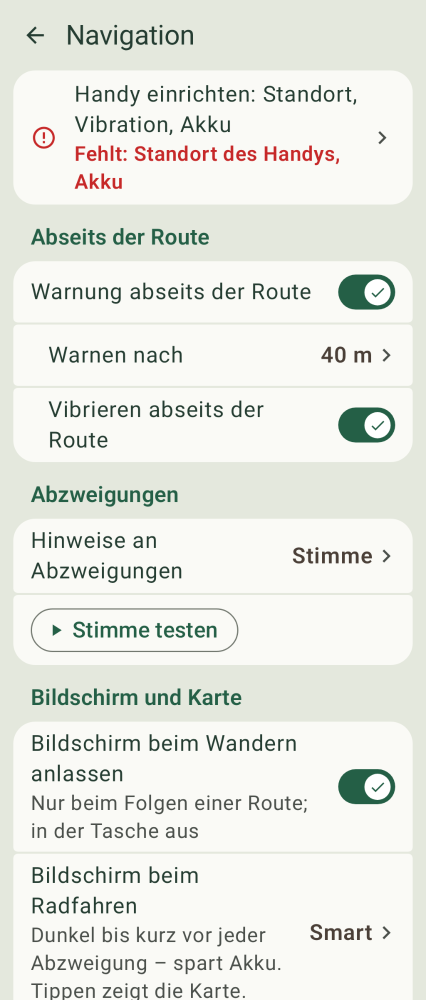 Navigation
Handy einrichten: Standort,
Vibration, Akku
Fehlt: Standort des Handys,
Akku
Abseits der Route
Warnung abseits der Route
Warnen nach
40 m
Vibrieren abseits der
Route
Abzweigungen
Hinweise an
Abzweigungen
Stimme
Stimme testen
Bildschirm und Karte
Bildschirm beim Wandern
anlassen
Nur beim Folgen einer Route;
in der Tasche aus
Bildschirm beim
Radfahren
Dunkel bis kurz vor jeder
Abzweigung – spart Akku.
Tippen zeigt die Karte.
Smart